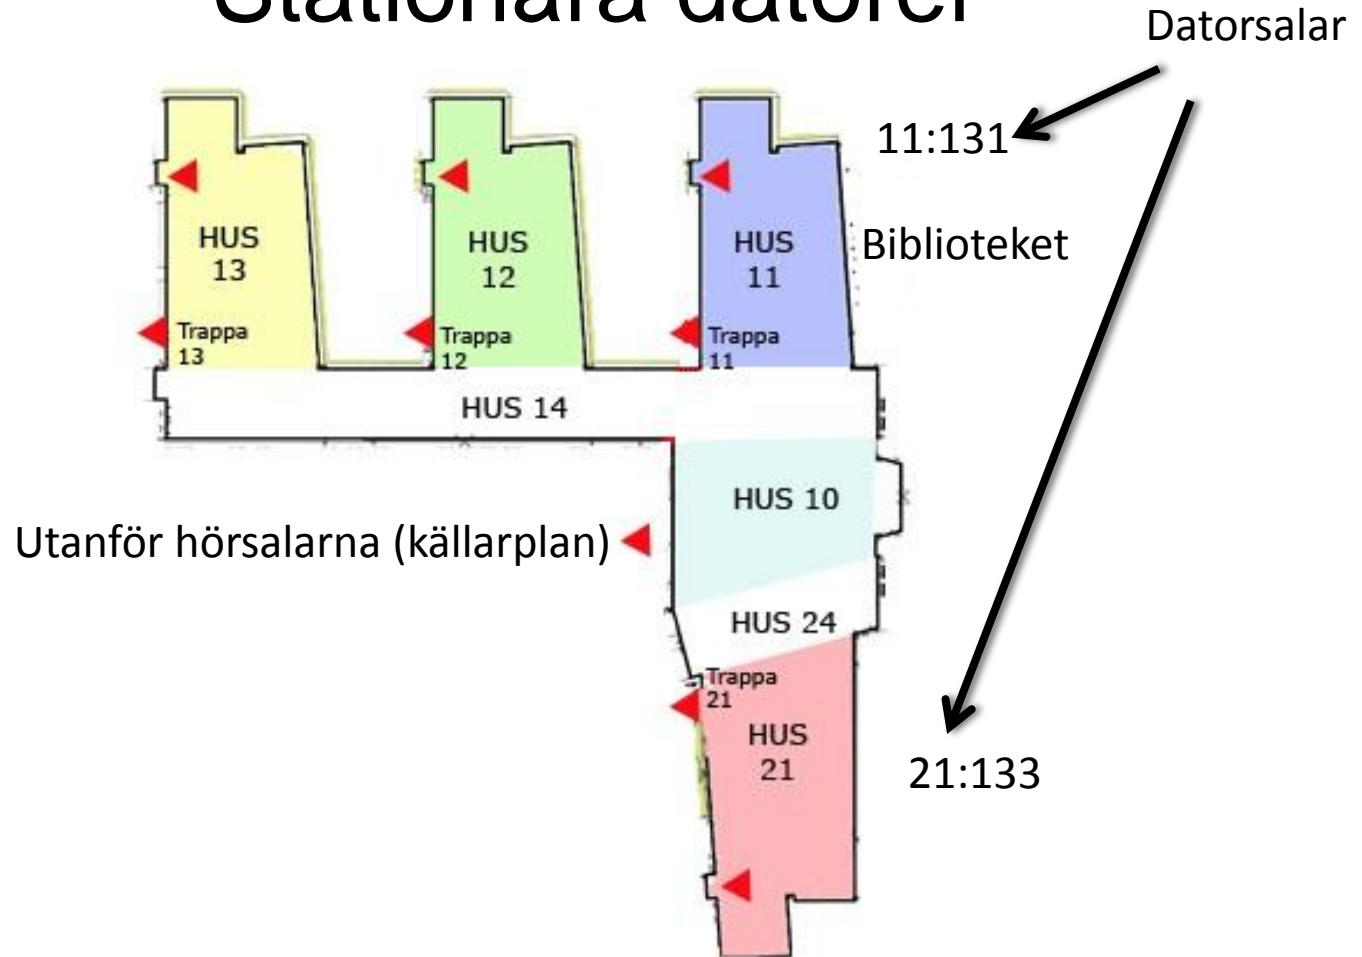 Stationära datorer
Datorsalar
11:131
Biblioteket
HUS
13
HUS
12
HUS
11
Trappa
13
Trappa
12
Trappa
11
HUS 14
HUS 10
Utanför hörsalarna (källarplan)
HUS 24
Trappa
21
HUS
21
21:133